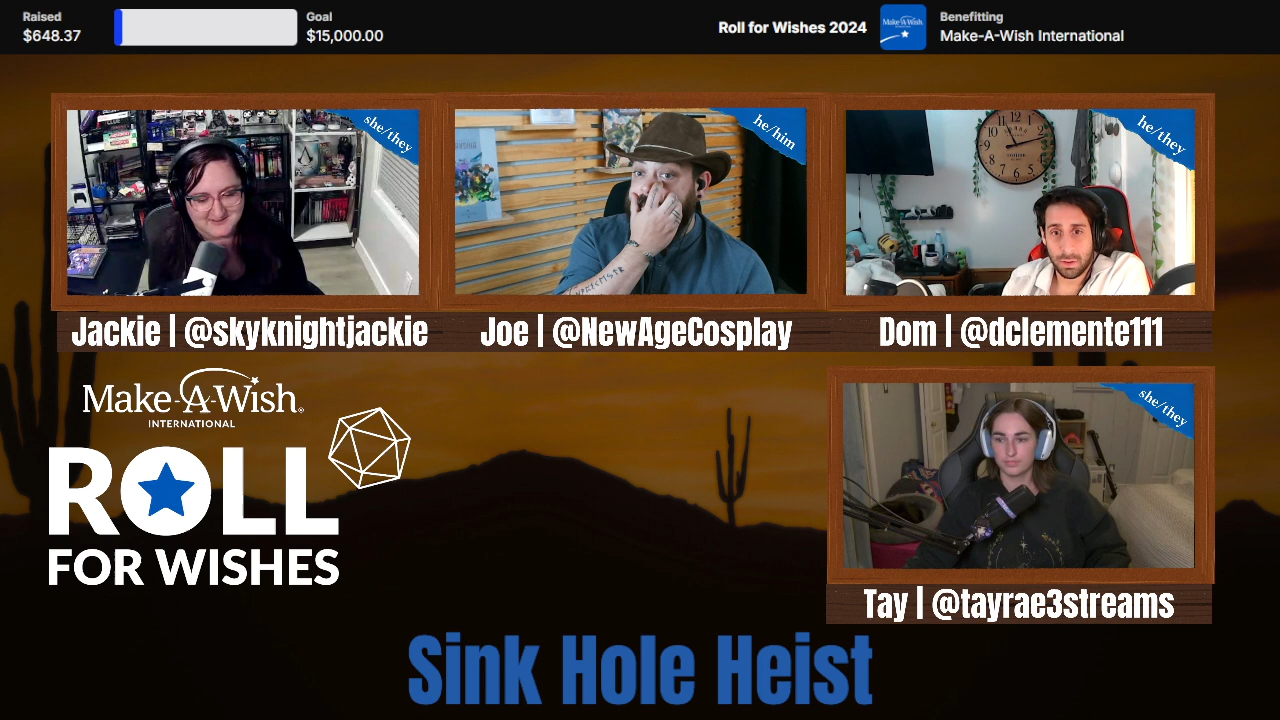 Raised
$648.37
Goal
$15,000.00
Roll for Wishes 2024
Make-A-Wish
Benefitting
Make-A-Wish International
she/they
he/him
he/they
Jackie | @skyknightjackie
Joe | @NewAgeCosplay
Dom | @dclemente111
Make-A-Wish®
INTERNATIONAL
ROLL
FOR WISHES
she/they
Tay | @tayrae3streams
Sink Hole Heist